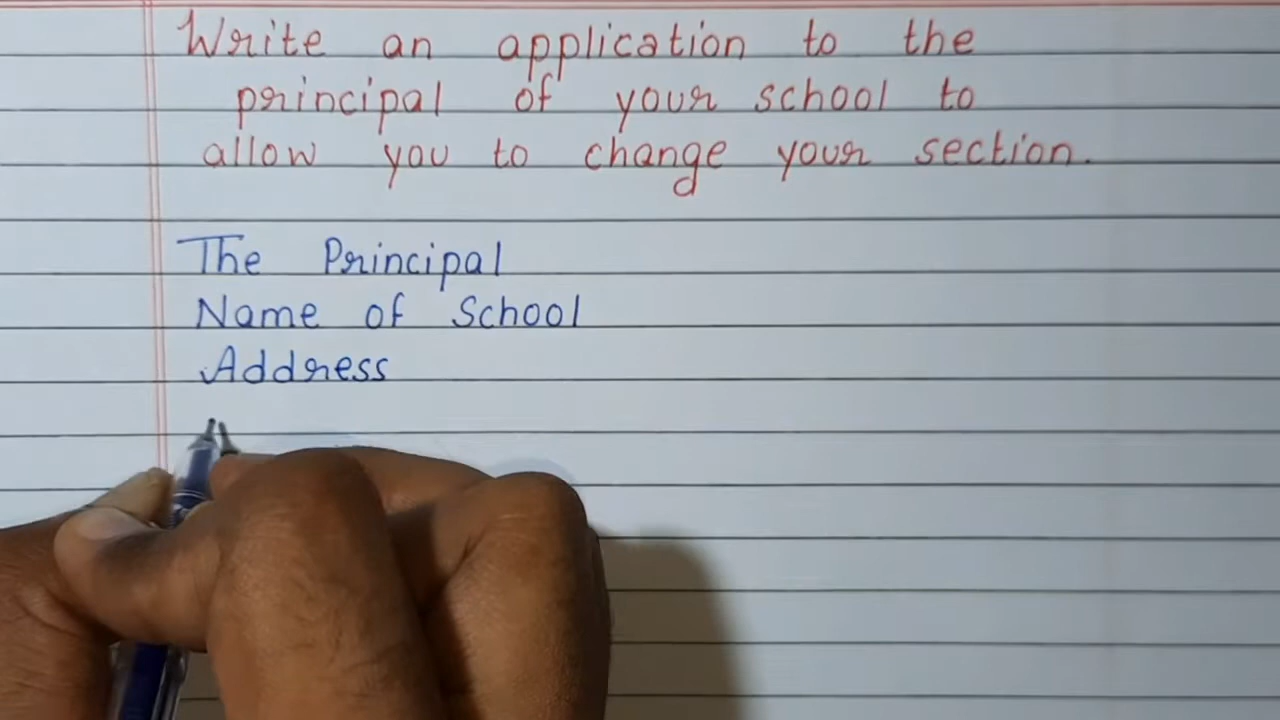 Write an application to the
principal of your school to
allow you to change your section.
The Principal
Name of School
Address